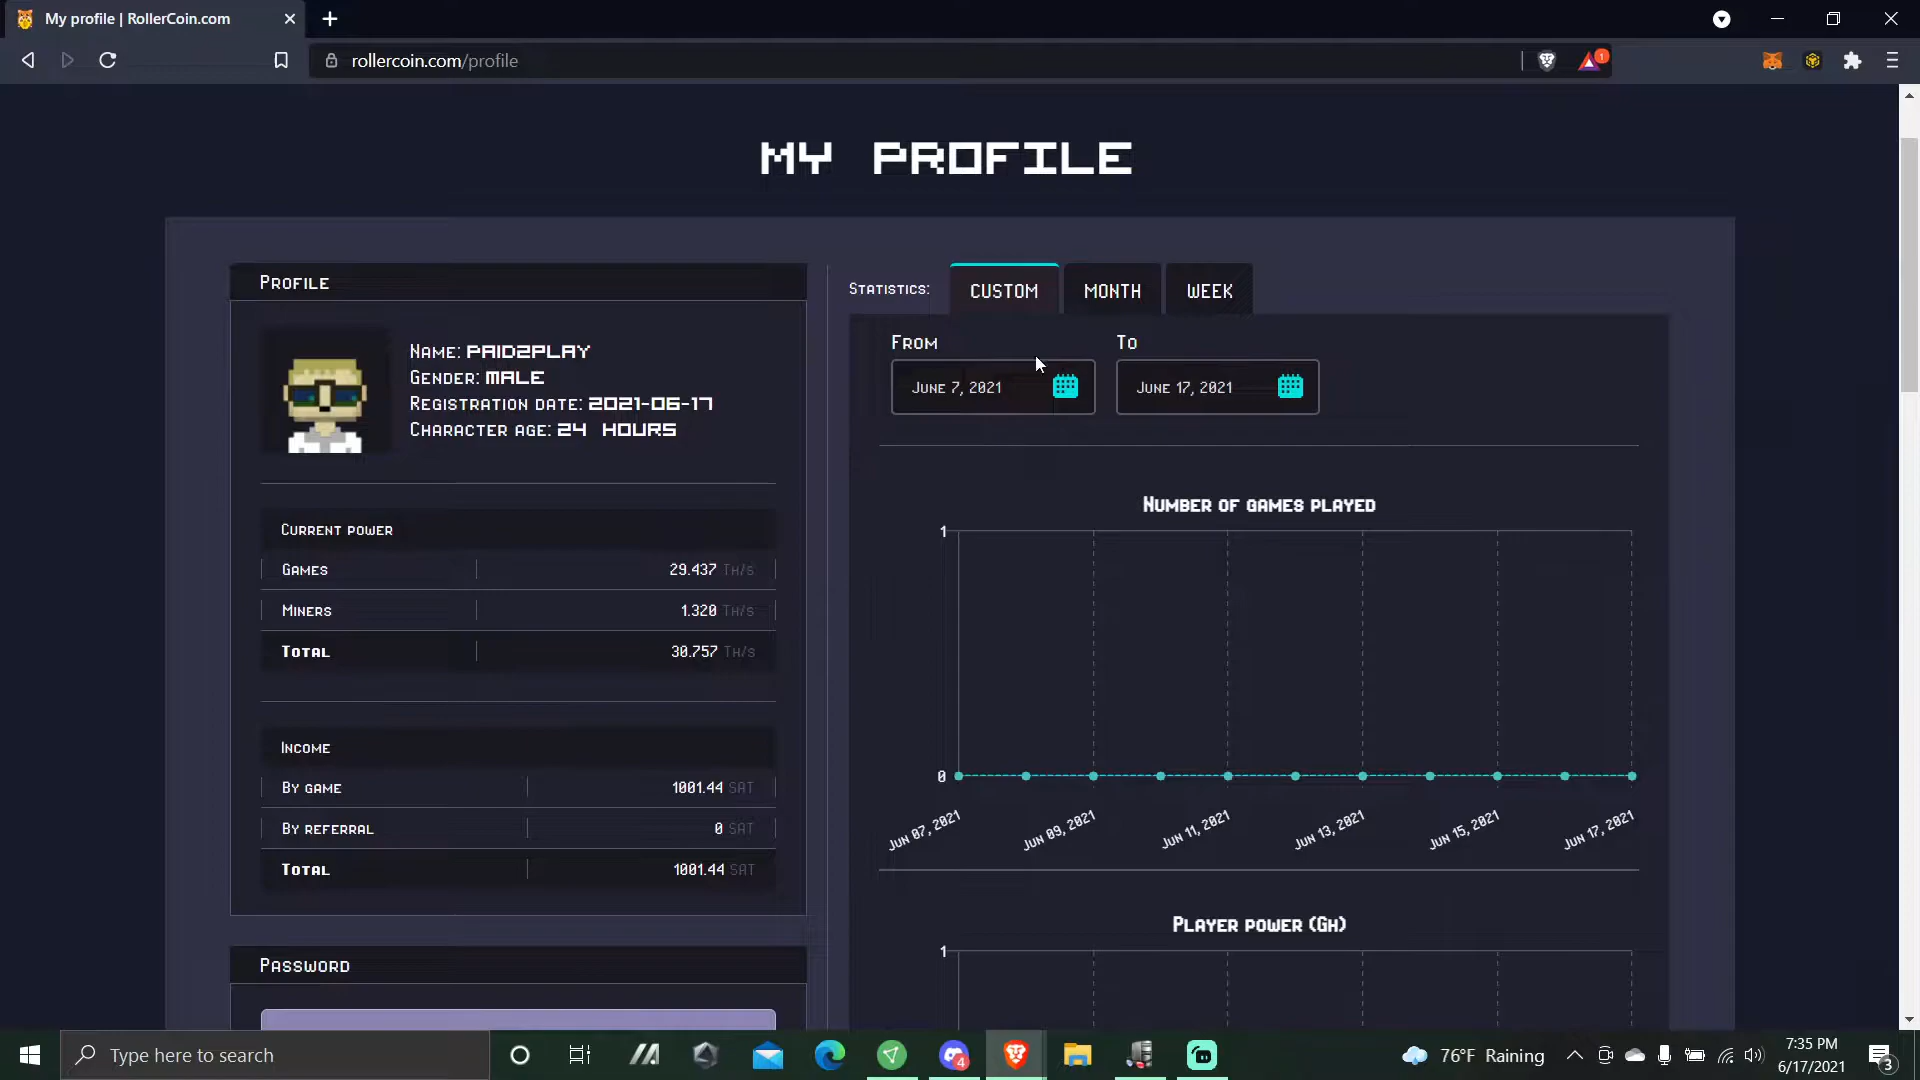 My profile | RollerCoin.com
rollercoin.com/profile
1
MY PROFILE
PROFILE
NAME: PAID2PLAY
GENDER: MALE
REGISTRATION DATE: 2021-06-17
CHARACTER AGE: 24 HOURS
CURRENT POWER
GAMES 29.437 TH/S
MINERS 1.320 TH/S
TOTAL 30.757 TH/S
INCOME
BY GAME 1001.44 SAT
BY REFERRAL 0 SAT
TOTAL 1001.44 SAT
PASSWORD
STATISTICS: CUSTOM MONTH WEEK
FROM TO
JUNE 7, 2021 JUNE 17, 2021
NUMBER OF GAMES PLAYED
1
0
JUN 07, 2021 JUN 09, 2021 JUN 11, 2021 JUN 13, 2021 JUN 15, 2021 JUN 17, 2021
PLAYER POWER (GH)
1
Type here to search
4
76°F Raining
7:35 PM
6/17/2021
3